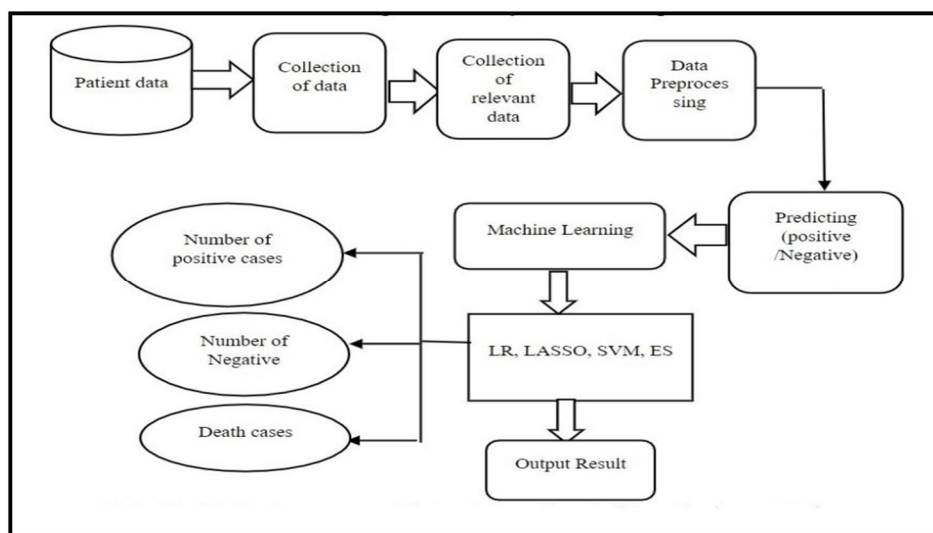 Patient data
Collection
of data
Collection
of
relevant
data
Data
Preproces
sing
Predicting
(positive
/Negative)
Machine Learning
LR, LASSO, SVM, ES
Output Result
Number of
positive cases
Number of
Negative
Death cases